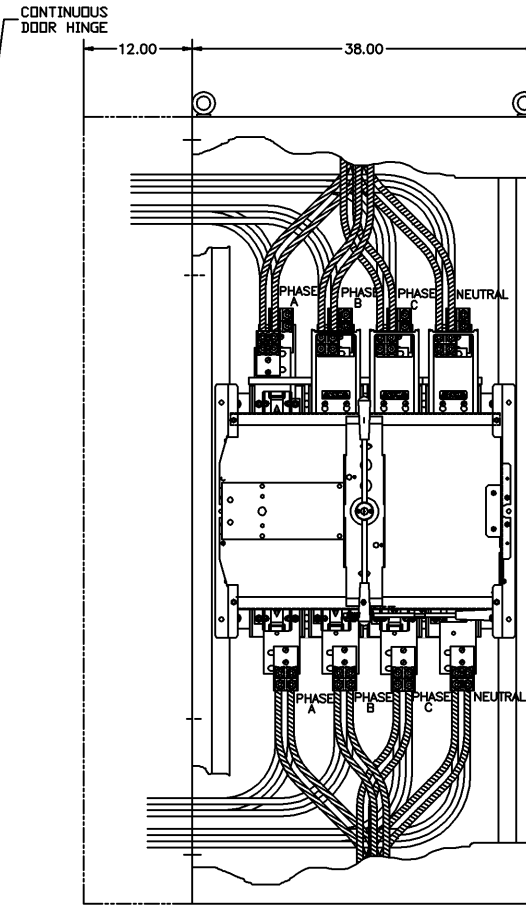 CONTINUOUS
DOOR HINGE
12.00
38.00
PHASE
A
PHASE
B
PHASE
C
NEUTRAL
PHASE
A
PHASE
B
PHASE
C
NEUTRAL